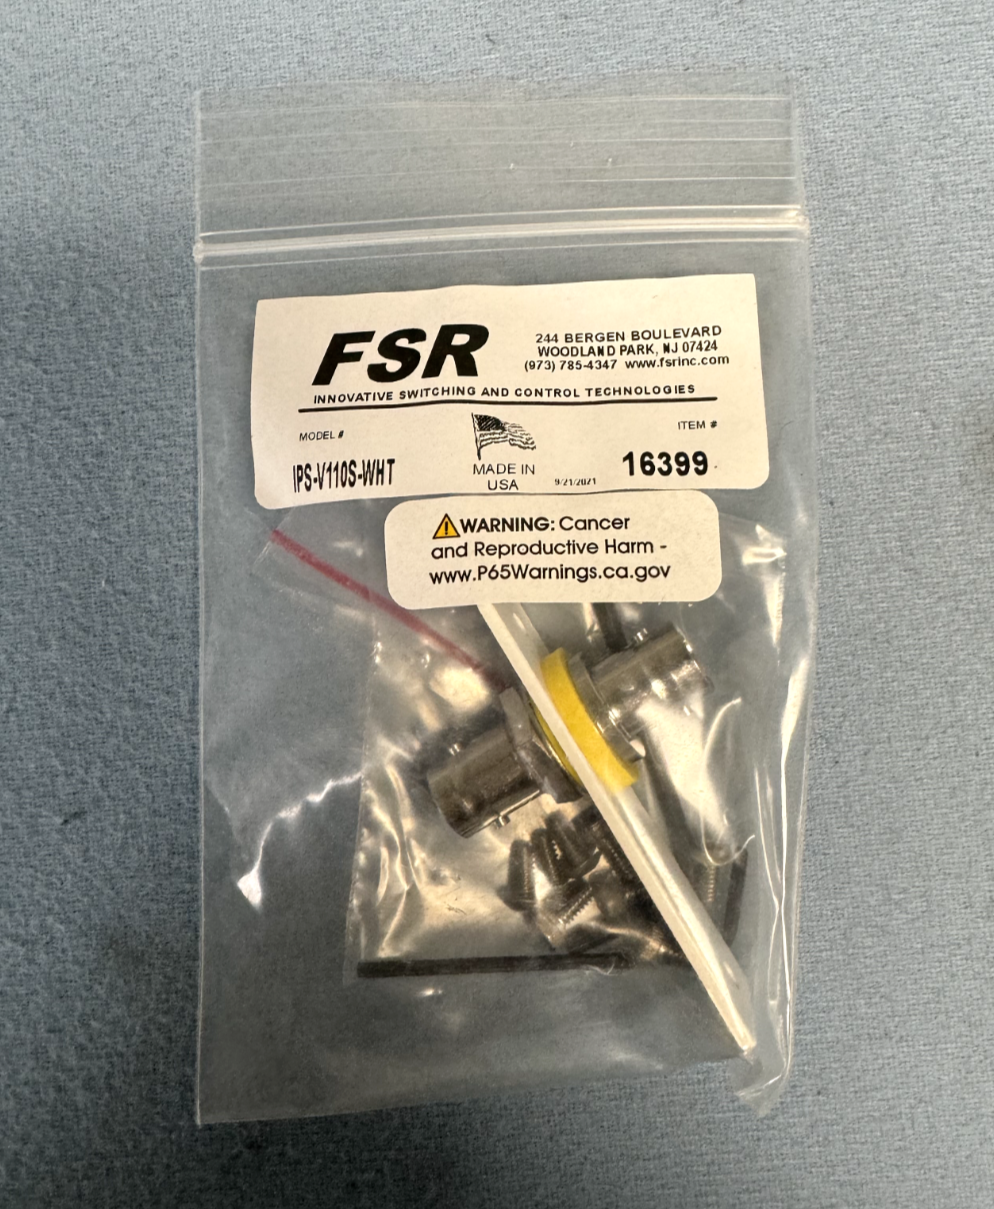 FSR
244 BERGEN BOULEVARD
WOODLAND PARK, NJ 07424
(973) 785-4347 www.fsrinc.com
INNOVATIVE SWITCHING AND CONTROL TECHNOLOGIES
MODEL #
ITEM #
IPS-V110S-WHT
16399
MADE IN
USA
9/21/2021
WARNING: Cancer
and Reproductive Harm -
www.P65Warnings.ca.gov